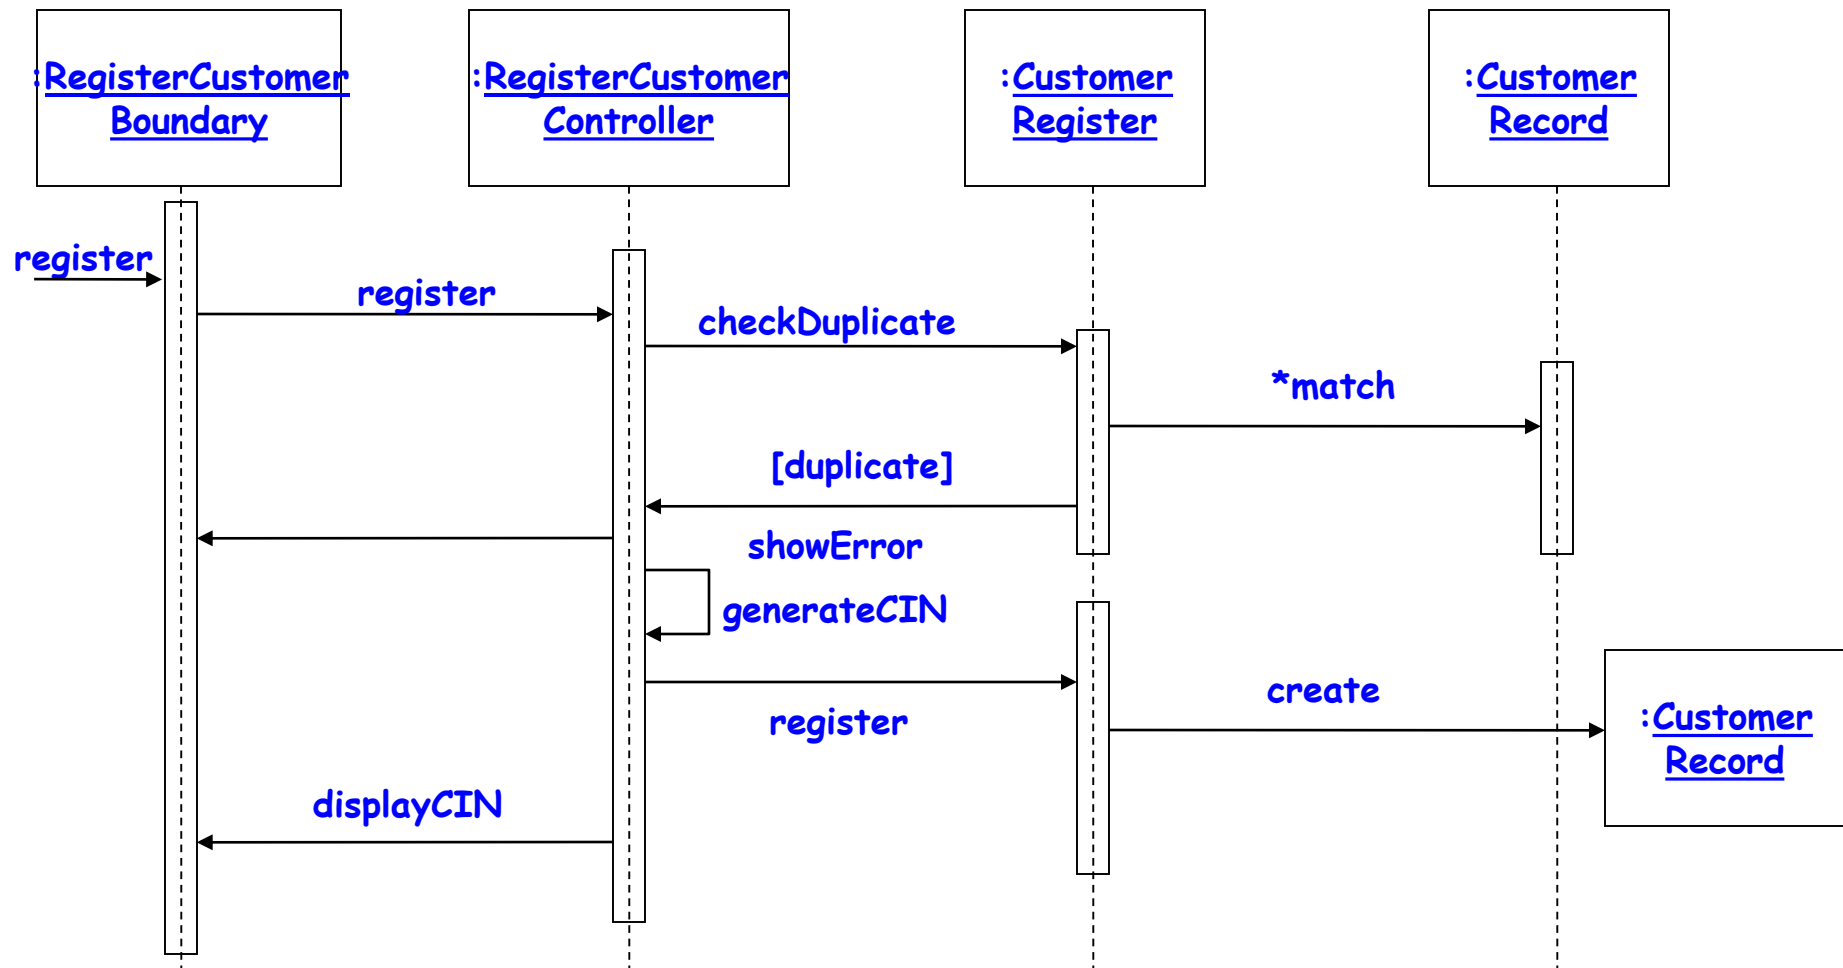 :RegisterCustomer
Boundary
:RegisterCustomer
Controller
:Customer
Register
:Customer
Record
register
register
checkDuplicate
*match
[duplicate]
showError
generateCIN
register
create
:Customer
Record
displayCIN